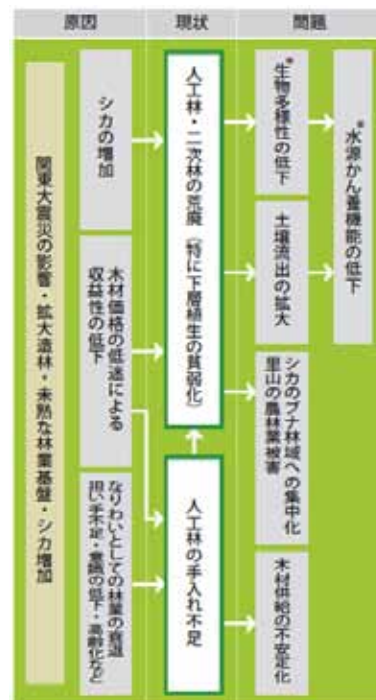 原因
現状
問題
関東大震災の影響・拡大造林・未熟な林業基盤・シカ増加
シカの増加
木材価格の低迷による
収益性の低下
なりわいとしての林業の衰退
担い手不足・意識の低下・高齢化など
人工林・二次林の荒廃（特に下層植生の貧弱化）
人工林の手入れ不足
生物多様性の低下*
土壌流出の拡大
シカのブナ林域への集中化
里山の農林業被害
木材供給の不安定化
水源かん養機能の低下*